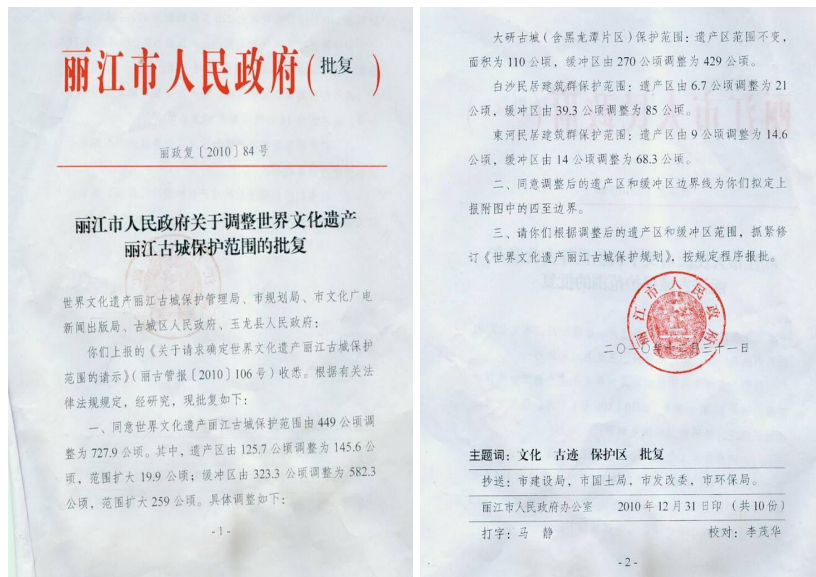 丽江市人民政府(批复)
丽政复〔2010〕84号
丽江市人民政府关于调整世界文化遗产
丽江古城保护范围的批复
世界文化遗产丽江古城保护管理局、市规划局、市文化广电
新闻出版局、古城区人民政府、玉龙县人民政府：
你们上报的《关于请求确定世界文化遗产丽江古城保护
范围的请示》（丽古管报〔2010〕106号）收悉。根据有关法
律法规规定，经研究，现批复如下：
一、同意世界文化遗产丽江古城保护范围由449公顷调
整为727.9公顷。其中，遗产区由125.7公顷调整为145.6公
顷，范围扩大19.9公顷；缓冲区由323.3公顷调整为582.3
公顷，范围扩大259公顷。具体调整如下：
-1-
大研古城（含黑龙潭片区）保护范围：遗产区范围不变，
面积为110公顷，缓冲区由270公顷调整为429公顷。
白沙民居建筑群保护范围：遗产区由6.7公顷调整为21
公顷，缓冲区由39.3公顷调整为85公顷。
束河民居建筑群保护范围：遗产区由9公顷调整为14.6
公顷，缓冲区由14公顷调整为68.3公顷。
二、同意调整后的遗产区和缓冲区边界线为你们拟定上
报附图中的四至边界。
三、请你们根据调整后的遗产区和缓冲区范围，抓紧修
订《世界文化遗产丽江古城保护规划》，按规定程序报批。
丽江市人民政府
二〇一〇年十二月三十一日
主题词：文化 古迹 保护区 批复
抄送：市建设局，市国土局，市发改委，市环保局。
丽江市人民政府办公室 2010年12月31日印（共10份）
打字：马 静 校对：李茂华
-2-